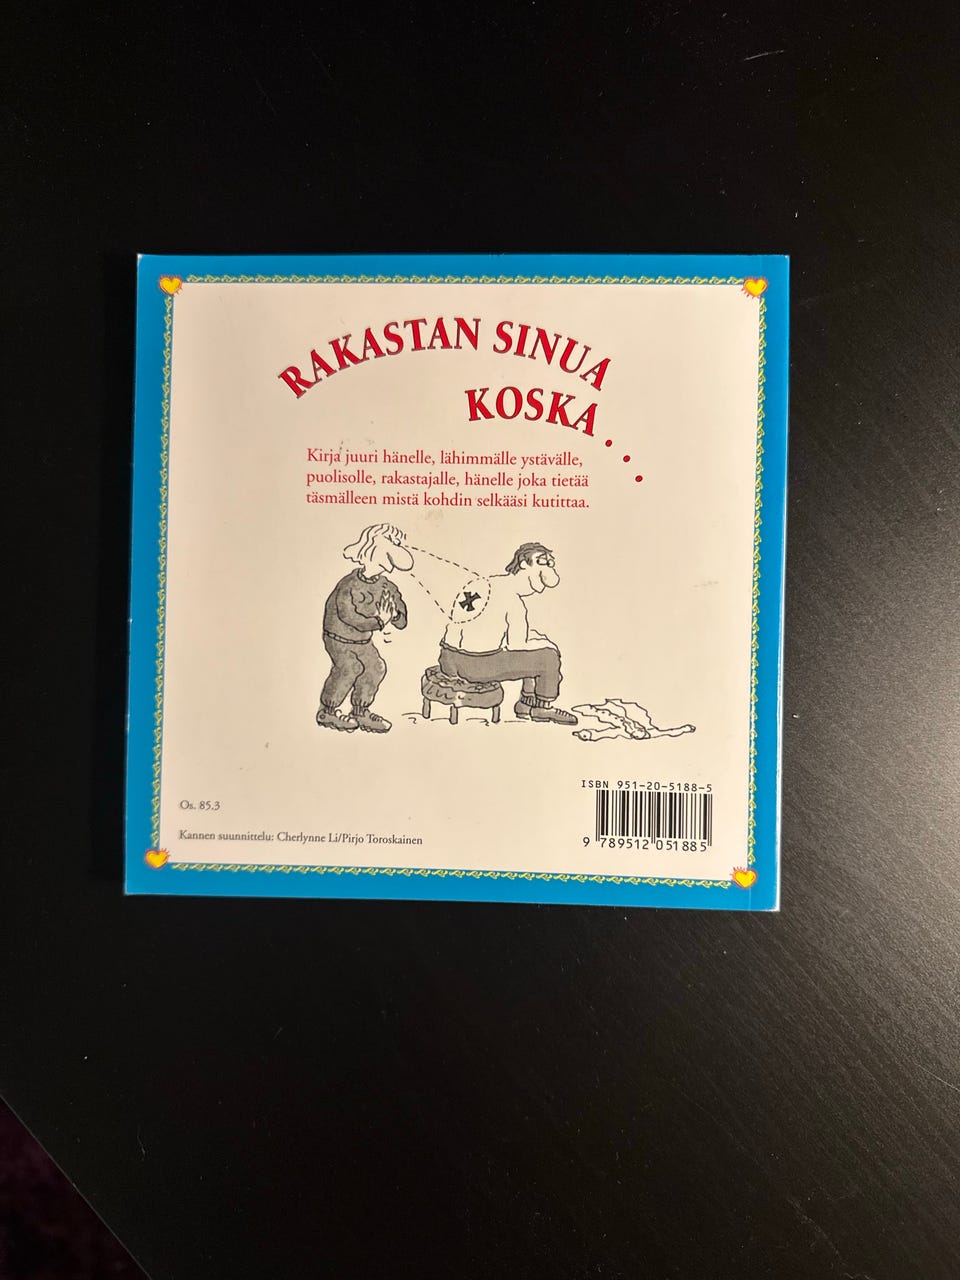 RAKASTAN SINUA
KOSKA...
Kirja juuri hänelle, lähimmälle ystävälle,
puolisolle, rakastajalle, hänelle joka tietää
täsmälleen mistä kohdin selkääsi kutittaa.
ISBN 951-20-5188-5
9 789512 051885
Os. 85.3
Kannen suunnittelu: Cherlynne Li/Pirjo Toroskainen